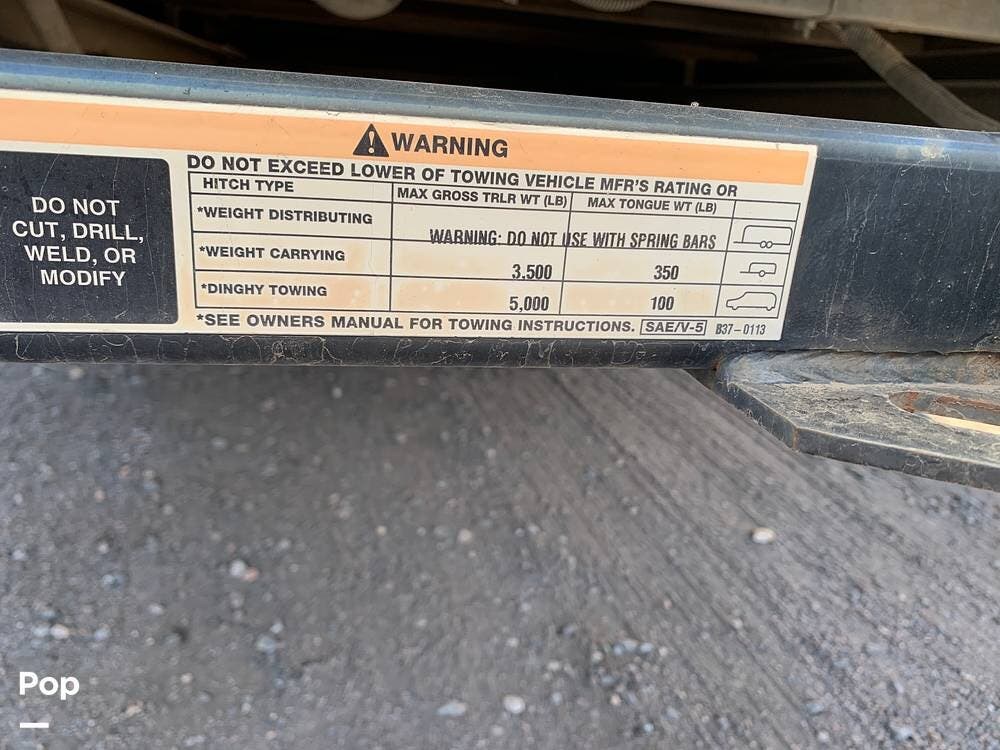 WARNING
DO NOT EXCEED LOWER OF TOWING VEHICLE MFR'S RATING OR
HITCH TYPE MAX GROSS TRLR WT (LB) MAX TONGUE WT (LB)
*WEIGHT DISTRIBUTING
WARNING: DO NOT USE WITH SPRING BARS
*WEIGHT CARRYING 3,500 350
*DINGHY TOWING 5,000 100
*SEE OWNERS MANUAL FOR TOWING INSTRUCTIONS. SAE/V-5 B37-0113
DO NOT
CUT, DRILL,
WELD, OR
MODIFY
Pop